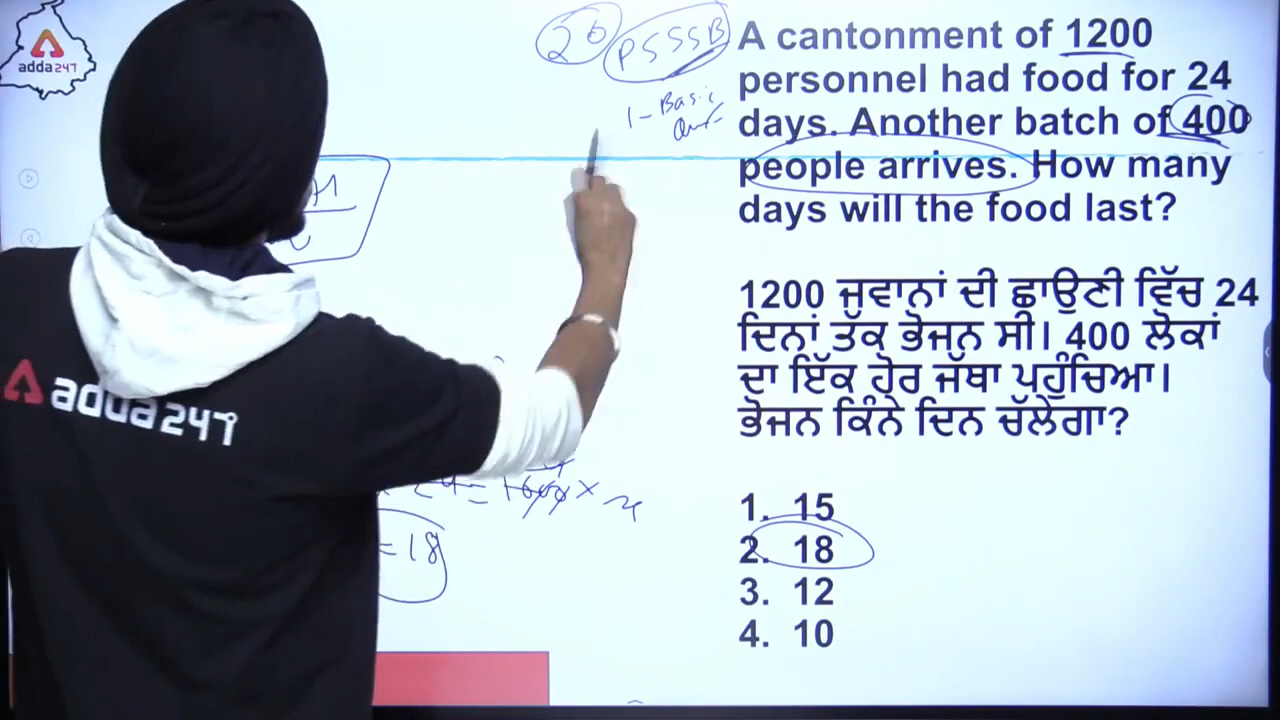 adda247
20 PSSSB
1 - Basic
A cantonment of 1200
personnel had food for 24
days. Another batch of 400
people arrives. How many
days will the food last?
1200 ਜੁਵਾਨਾਂ ਦੀ ਛਾਉਣੀ ਵਿੱਚ 24
ਦਿਨਾਂ ਤੱਕ ਭੋਜਨ ਸੀ। 400 ਲੋਕਾਂ
ਦਾ ਇੱਕ ਹੋਰ ਜੱਥਾ ਪਹੁੰਚਿਆ।
ਭੋਜਨ ਕਿੰਨੇ ਦਿਨ ਚੱਲੇਗਾ?
1. 15
2. 18
3. 12
4. 10
adda247
= 18